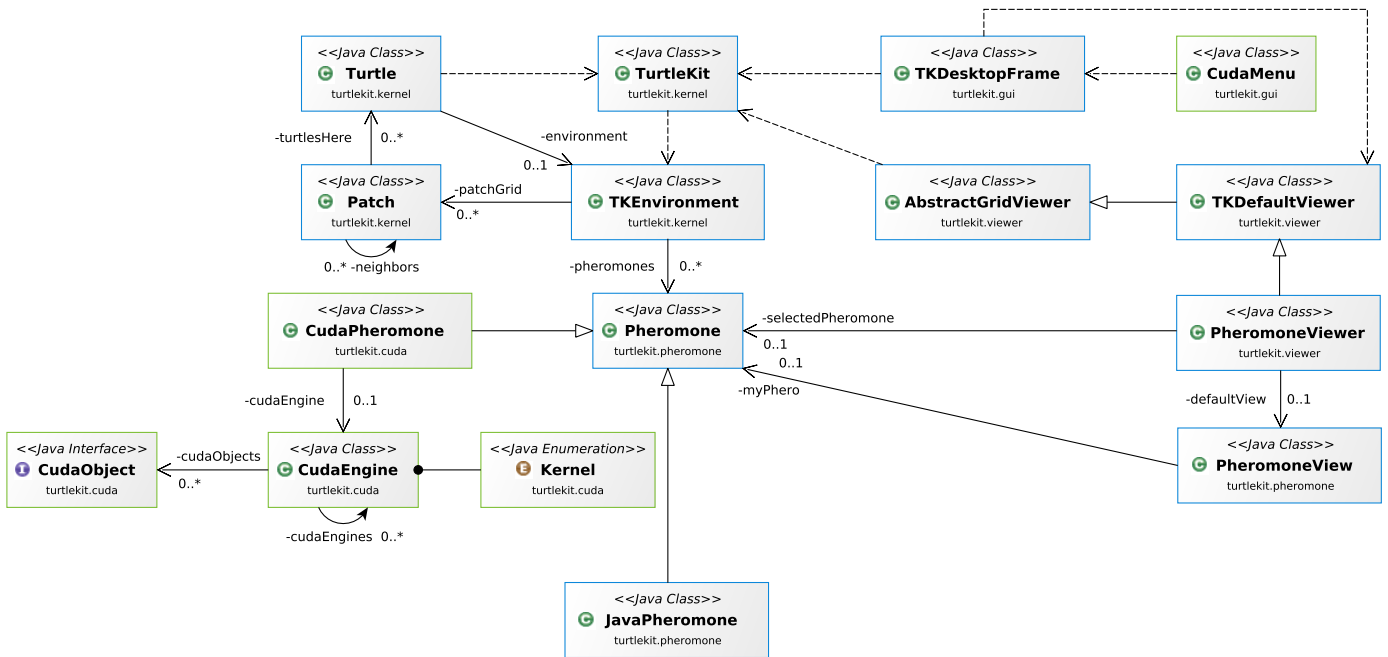 <<Java Class>>
Turtle
turtlekit.kernel
<<Java Class>>
TurtleKit
turtlekit.kernel
<<Java Class>>
TKDesktopFrame
turtlekit.gui
<<Java Class>>
CudaMenu
turtlekit.gui
-turtlesHere 0..*
-environment
0..1
<<Java Class>>
Patch
turtlekit.kernel
-patchGrid
0..*
<<Java Class>>
TKEnvironment
turtlekit.kernel
<<Java Class>>
AbstractGridViewer
turtlekit.viewer
<<Java Class>>
TKDefaultViewer
turtlekit.viewer
0..* -neighbors
-pheromones 0..*
<<Java Class>>
CudaPheromone
turtlekit.cuda
<<Java Class>>
Pheromone
turtlekit.pheromone
-selectedPheromone
0..1
<<Java Class>>
PheromoneViewer
turtlekit.viewer
0..1
-myPhero
-cudaEngine 0..1
-defaultView 0..1
<<Java Interface>>
I CudaObject
turtlekit.cuda
-cudaObjects
0..*
<<Java Class>>
C CudaEngine
turtlekit.cuda
<<Java Enumeration>>
E Kernel
turtlekit.cuda
<<Java Class>>
C PheromoneView
turtlekit.pheromone
-cudaEngines 0..*
<<Java Class>>
C JavaPheromone
turtlekit.pheromone